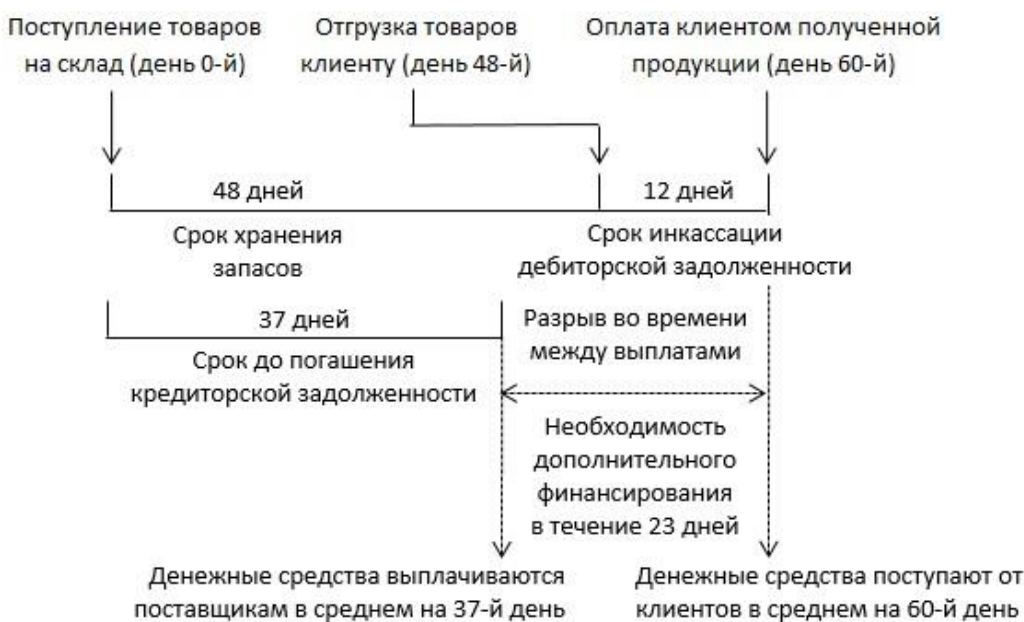 Поступление товаров
на склад (день 0-й)
Отгрузка товаров
клиенту (день 48-й)
Оплата клиентом полученной
продукции (день 60-й)
48 дней
12 дней
Срок хранения
запасов
Срок инкассации
дебиторской задолженности
37 дней
Разрыв во времени
между выплатами
Срок до погашения
кредиторской задолженности
Необходимость
дополнительного
финансирования
в течение 23 дней
Денежные средства выплачиваются
поставщикам в среднем на 37-й день
Денежные средства поступают от
клиентов в среднем на 60-й день